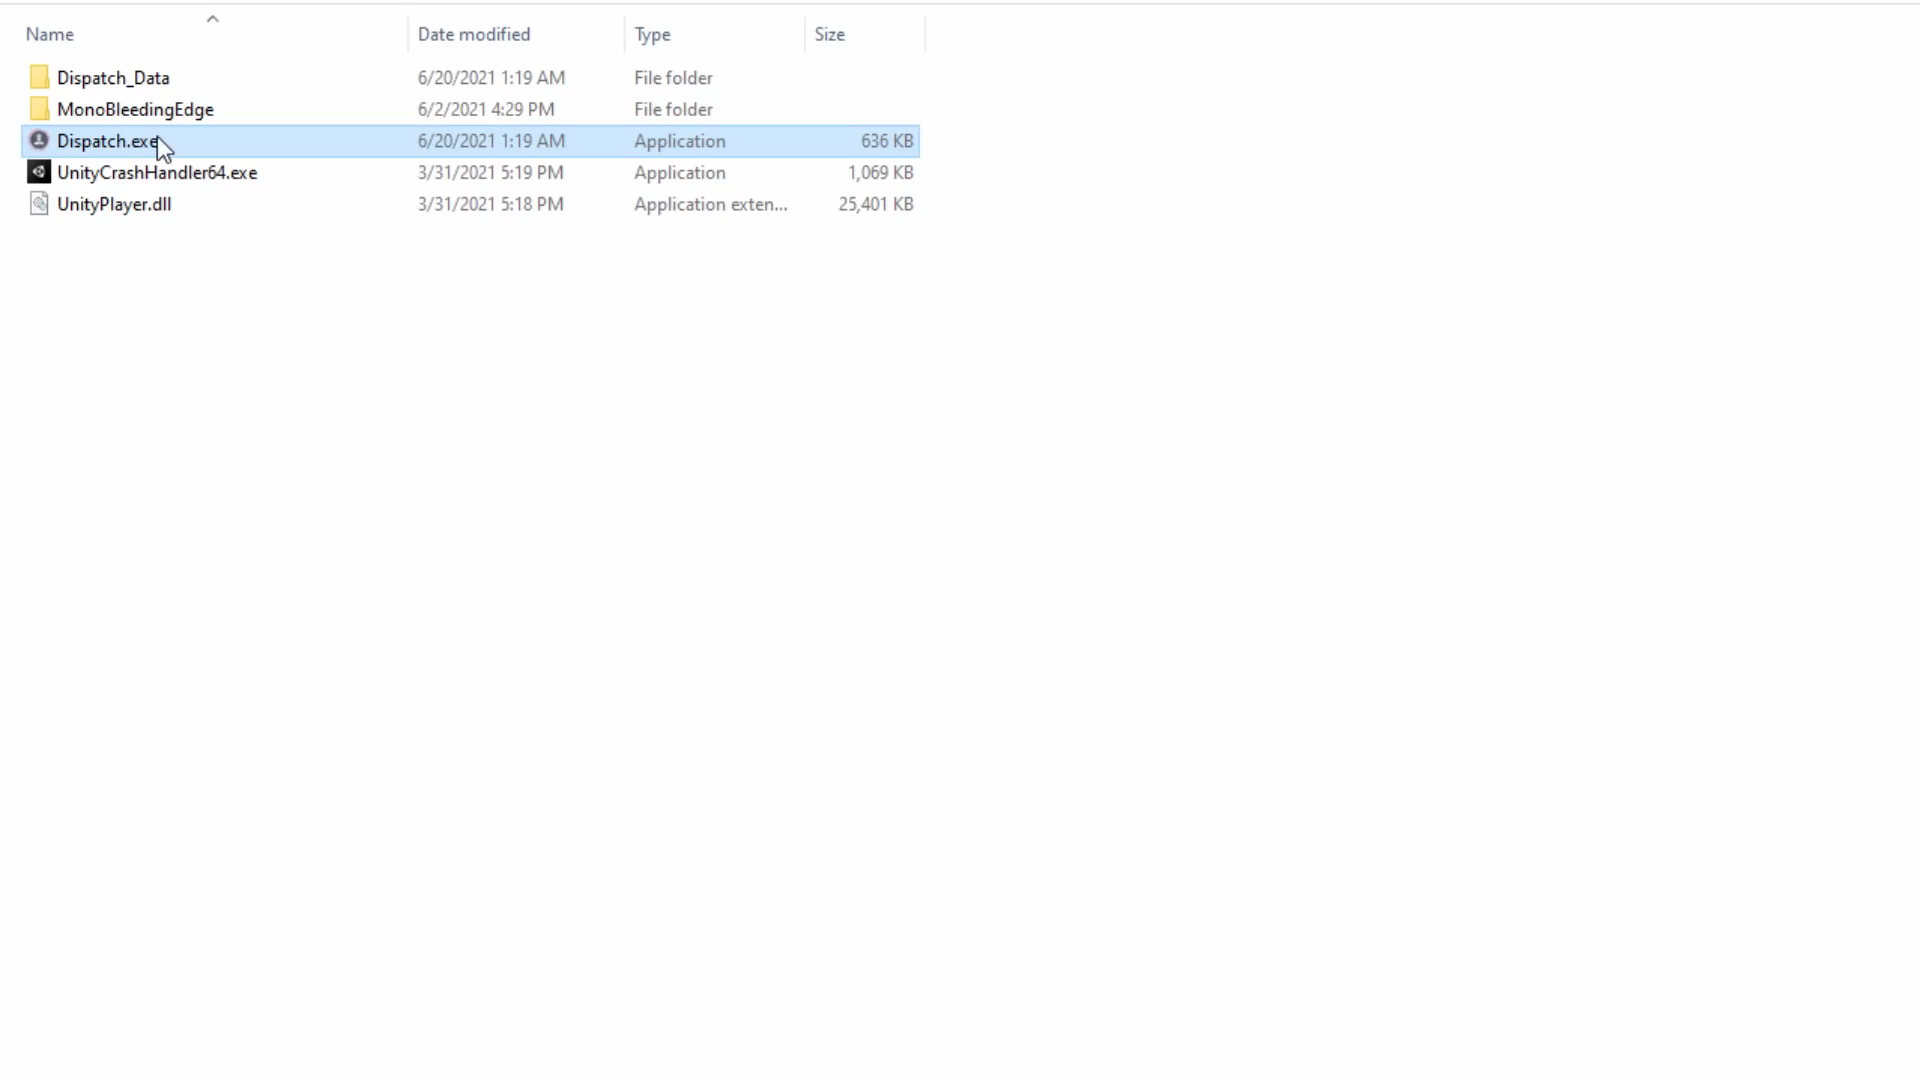 Name Date modified Type Size
Dispatch_Data 6/20/2021 1:19 AM File folder
MonoBleedingEdge 6/2/2021 4:29 PM File folder
Dispatch.exe 6/20/2021 1:19 AM Application 636 KB
UnityCrashHandler64.exe 3/31/2021 5:19 PM Application 1,069 KB
UnityPlayer.dll 3/31/2021 5:18 PM Application exten... 25,401 KB